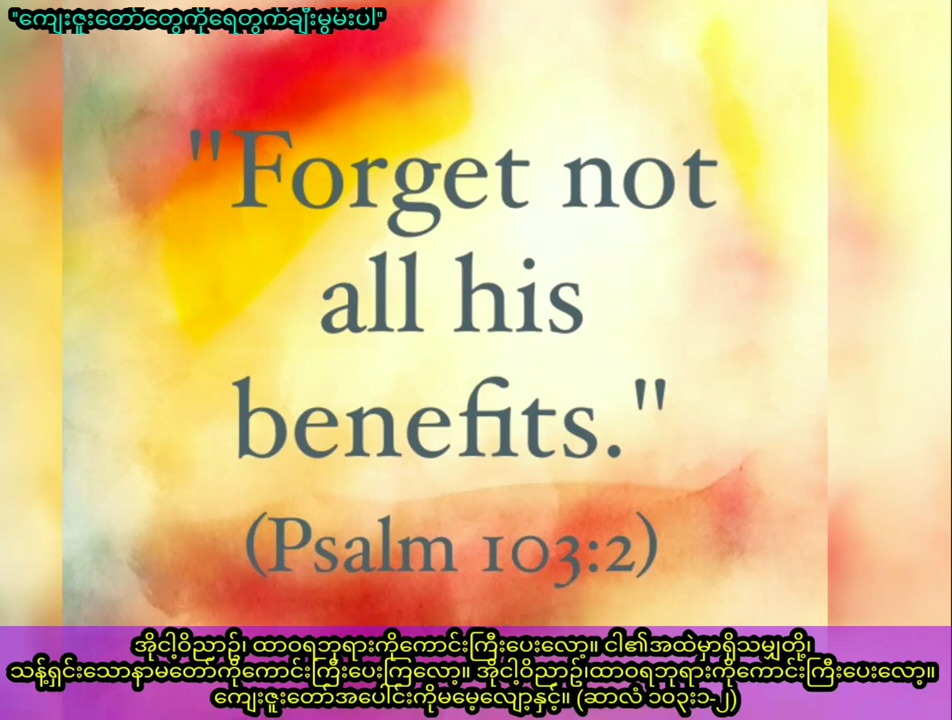 "ကျေးဇူးတော်တွေကိုရေတွက်ချီးမွမ်းပါ"
"Forget not
all his
benefits."
(Psalm 103:2)
အိုငါ့ဝိညာဉ်၊ ထာဝရဘုရားကိုကောင်းကြီးပေးလော့။ ငါ၏အထဲမှာရှိသမျှတို့၊
သန့်ရှင်းသောနာမတော်ကိုကောင်းကြီးပေးကြလော့။ အိုငါ့ဝိညာဉ်၊ထာဝရဘုရားကိုကောင်းကြီးပေးလော့။
ကျေးဇူးတော်အပေါင်းကိုမမေ့လျော့နှင့်။ (ဆာလံ ၁၀၃း၁-၂)